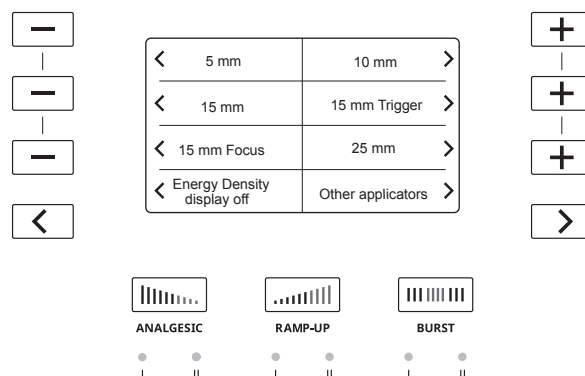 5 mm
10 mm
15 mm
15 mm Trigger
15 mm Focus
25 mm
Energy Density
display off
Other applicators
ANALGESIC
RAMP-UP
BURST
I II I II I II